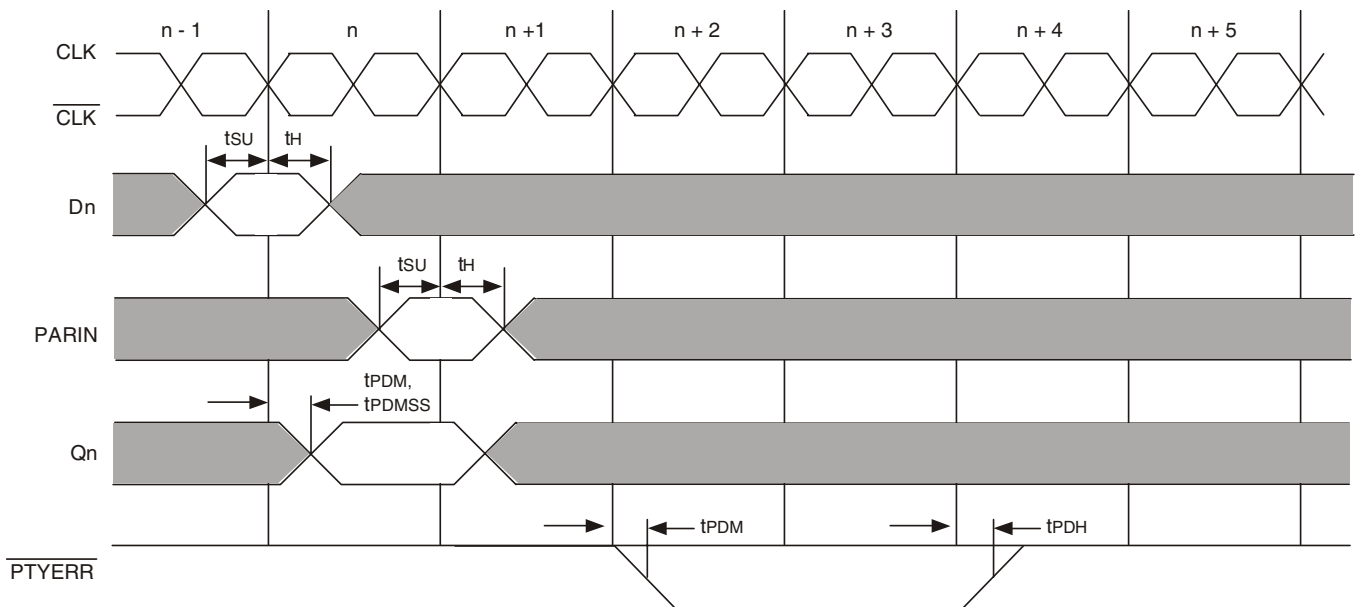 n - 1 n n +1 n + 2 n + 3 n + 4 n + 5
CLK
CLK
tSU tH
Dn
tSU tH
PARIN
tPDM,
tPDMSS
Qn
tPDM tPDH
PTYERR